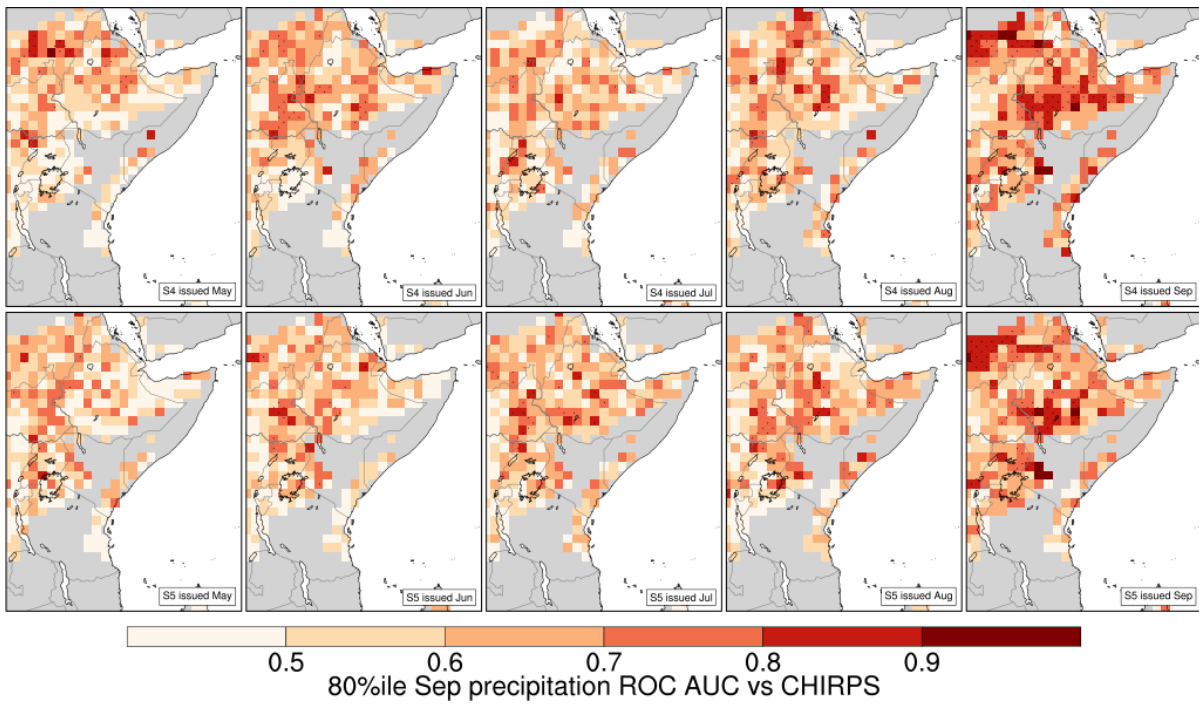 S4 issued May
S4 issued Jun
S4 issued Jul
S4 issued Aug
S4 issued Sep
S5 issued May
S5 issued Jun
S5 issued Jul
S5 issued Aug
S5 issued Sep
0.5 0.6 0.7 0.8 0.9
80%ile Sep precipitation ROC AUC vs CHIRPS